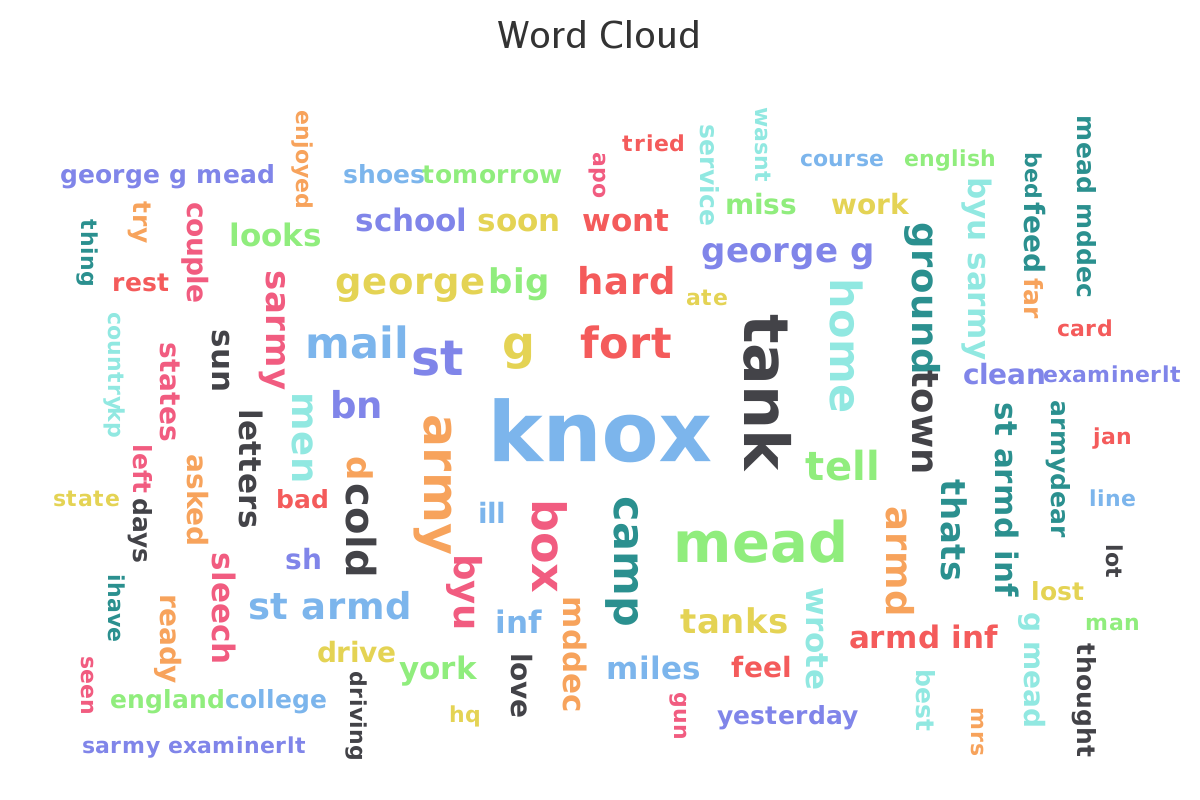 Word Cloud
enjoyed
wasnt
mead mddec
service
tried
george g mead
shoes
tomorrow
apo
course
english
bed
byu sarmy
try
couple
school
soon
wont
miss
work
feed
thing
looks
ground
george g
rest
sarmy
george
big
hard
ate
home
far
countrykp
states
sun
mail
st
g
fort
tank
town
card
clean
examinerlt
men
bn
knox
st armd inf
armydear
jan
left
asked
letters
d
army
tell
state
days
bad
cold
ill
box
camp
thats
line
ihave
sleech
sh
byu
mead
armd
lot
ready
st armd
inf
mddec
tanks
wrote
armd inf
g mead
lost
man
seen
drive
york
love
miles
feel
best
thought
england
college
driving
hq
gun
yesterday
mrs
sarmy examinerlt